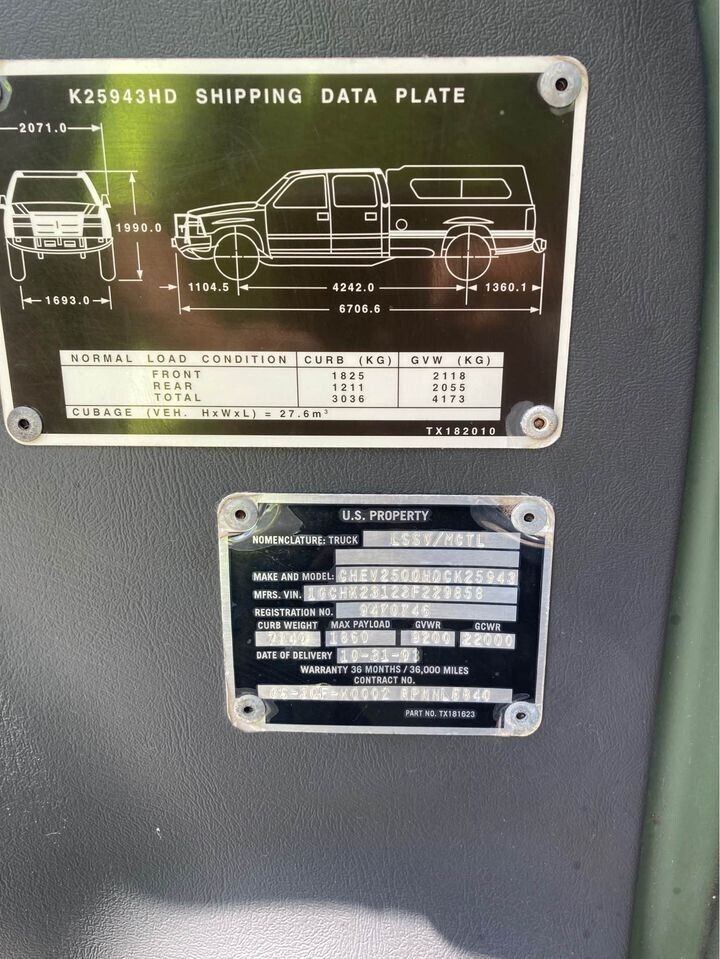 K25943HD SHIPPING DATA PLATE
2071.0
1990.0
1693.0
1104.5 4242.0 1360.1
6706.6
NORMAL LOAD CONDITION CURB (KG) GVW (KG)
FRONT 1825 2118
REAR 1211 2055
TOTAL 3036 4173
CUBAGE (VEH. HxWxL) = 27.6m³
TX182010
U.S. PROPERTY
NOMENCLATURE: TRUCK LSSV/MGTL
MAKE AND MODEL:
MFRS. VIN.
REGISTRATION NO.
CURB WEIGHT MAX PAYLOAD GVWR GCWR
1860 9200 22000
DATE OF DELIVERY
WARRANTY 36 MONTHS / 36,000 MILES
CONTRACT NO.
PART NO. TX181623